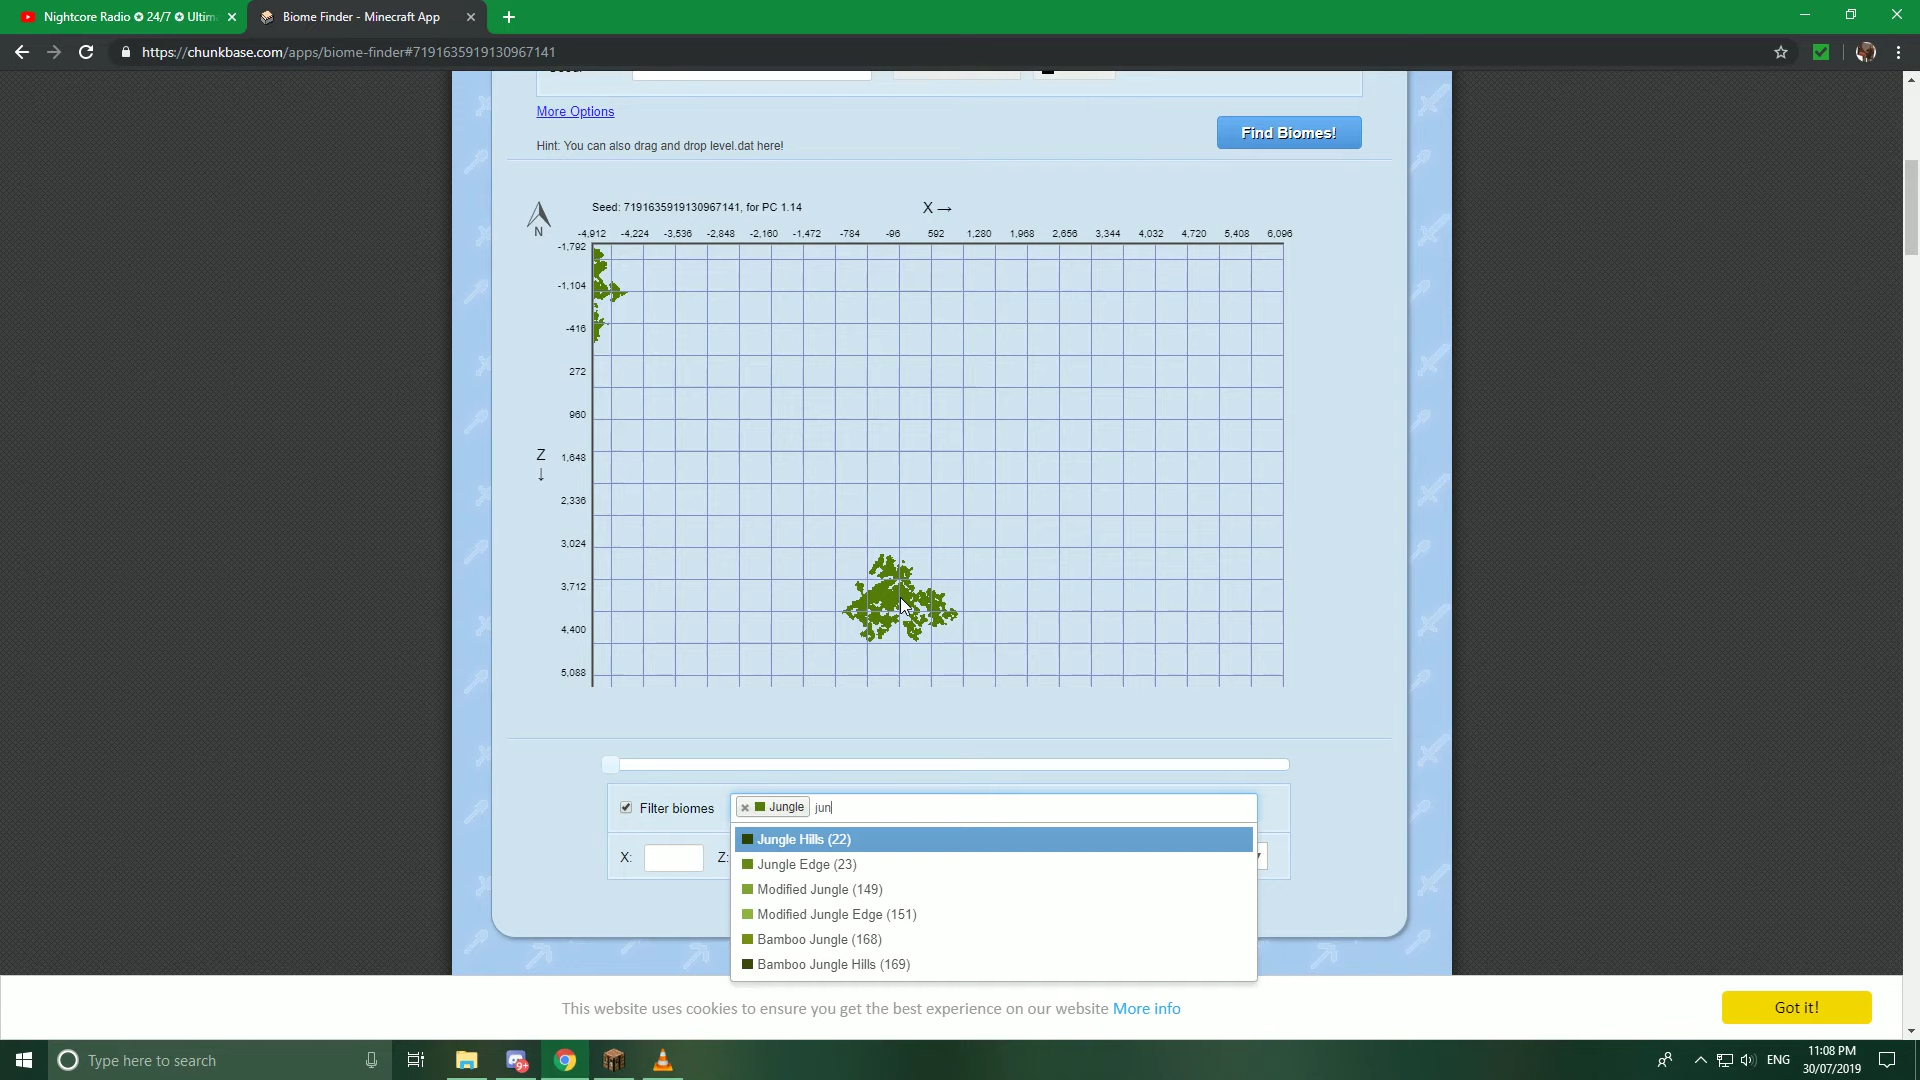 Nightcore Radio ✪ 24/7 ✪ Ultim
Biome Finder - Minecraft App
https://chunkbase.com/apps/biome-finder#7191635919130967141
More Options
Find Biomes!
Hint: You can also drag and drop level.dat here!
Seed: 7191635919130967141, for PC 1.14
X →
N
-4,912 -4,224 -3,536 -2,848 -2,160 -1,472 -784 -96 592 1,280 1,968 2,656 3,344 4,032 4,720 5,408 6,096
-1,792
-1,104
-416
272
960
Z
↓
1,648
2,336
3,024
3,712
4,400
5,088
Filter biomes
Jungle jun
Jungle Hills (22)
X:
Z:
Jungle Edge (23)
Modified Jungle (149)
Modified Jungle Edge (151)
Bamboo Jungle (168)
Bamboo Jungle Hills (169)
This website uses cookies to ensure you get the best experience on our website More info
Got it!
Type here to search
9+
ENG
11:08 PM
30/07/2019